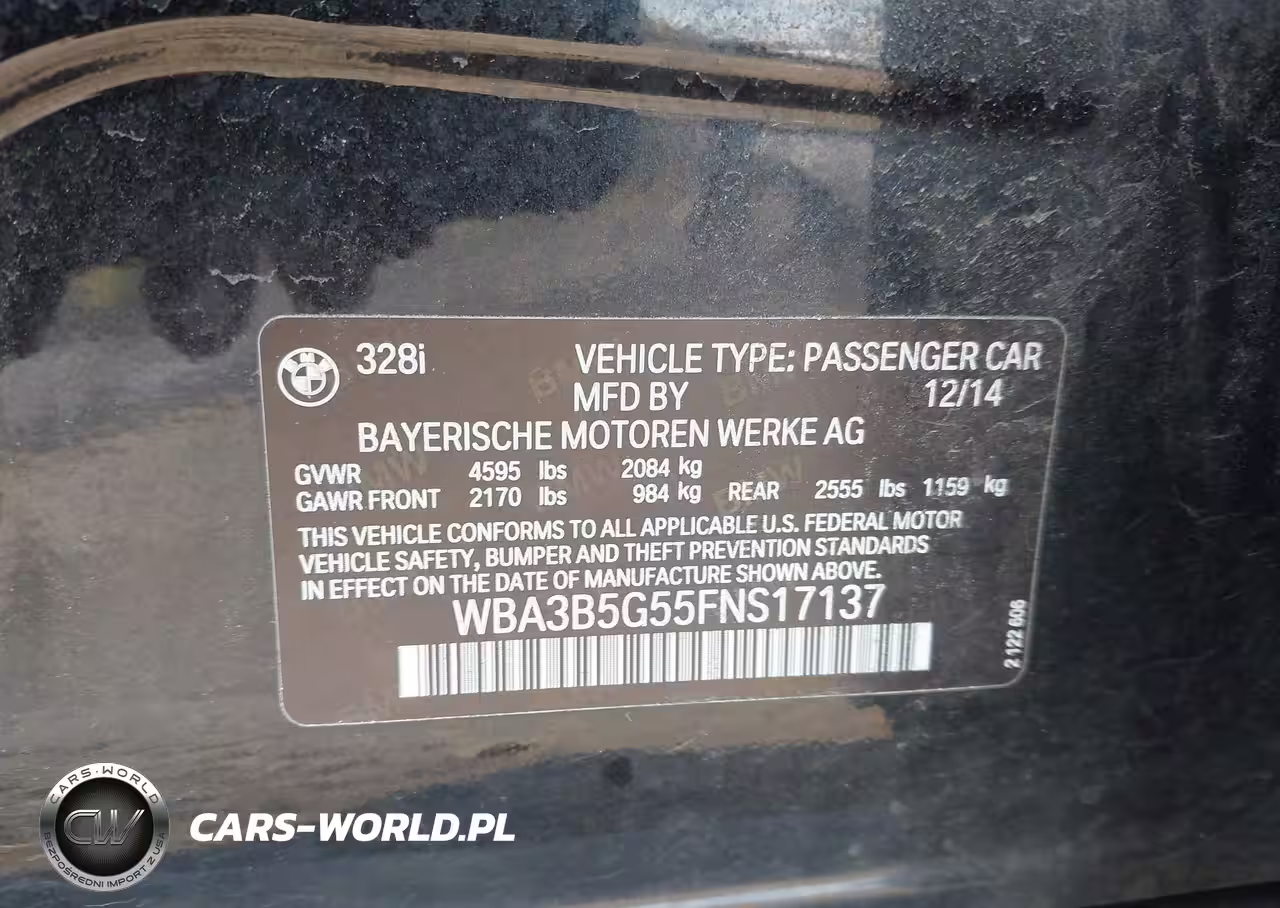 328i
VEHICLE TYPE: PASSENGER CAR
MFD BY 12/14
BAYERISCHE MOTOREN WERKE AG
GVWR 4595 lbs 2084 kg
GAWR FRONT 2170 lbs 984 kg REAR 2555 lbs 1159 kg
THIS VEHICLE CONFORMS TO ALL APPLICABLE U.S. FEDERAL MOTOR
VEHICLE SAFETY, BUMPER AND THEFT PREVENTION STANDARDS
IN EFFECT ON THE DATE OF MANUFACTURE SHOWN ABOVE.
WBA3B5G55FNS17137
2 122 606
CARS-WORLD
CW
BEZPOŚREDNI IMPORT Z USA
CARS-WORLD.PL